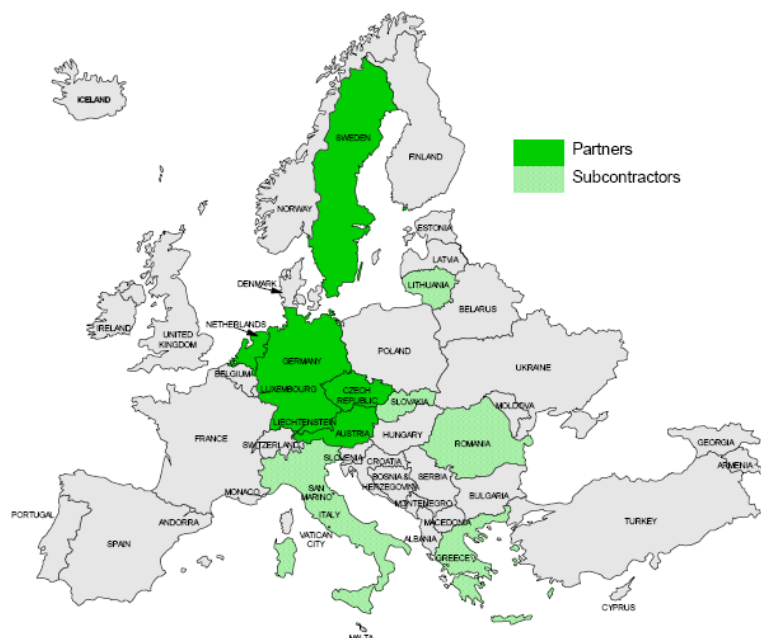 ICELAND
SWEDEN
FINLAND
NORWAY
Partners
Subcontractors
ESTONIA
LATVIA
LITHUANIA
DENMARK
BELARUS
IRELAND
UNITED
KINGDOM
NETHERLANDS
POLAND
GERMANY
BELGIUM
UKRAINE
LUXEMBOURG
CZECH
REPUBLIC
SLOVAKIA
MOLDOVA
LIECHTENSTEIN
AUSTRIA
HUNGARY
ROMANIA
FRANCE
SWITZERLAND
SLOVENIA
CROATIA
GEORGIA
BOSNIA &
HERZEGOVINA
SERBIA
ARMENIA
MONACO
SAN
MARINO
MONTENEGRO
BULGARIA
PORTUGAL
ANDORRA
ITALY
MACEDONIA
TURKEY
SPAIN
VATICAN
CITY
ALBANIA
GREECE
CYPRUS
MALTA